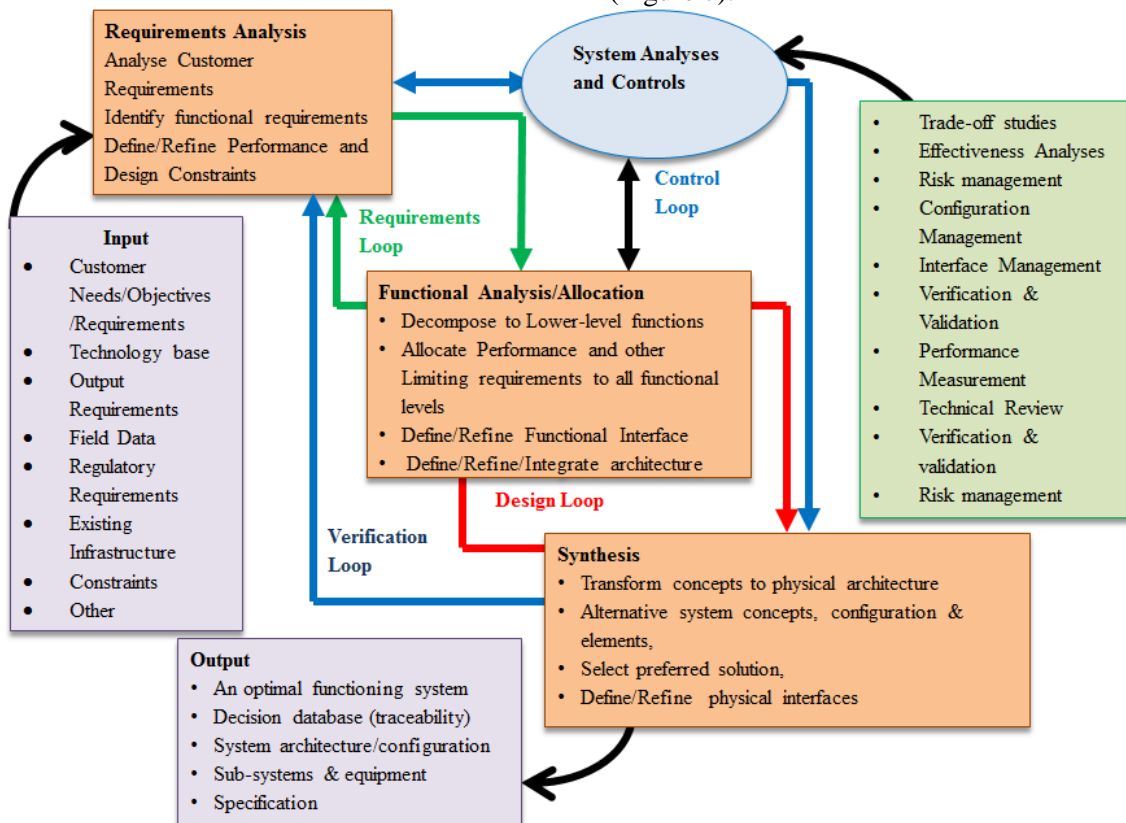 Requirements Analysis
Analyse Customer
Requirements
Identify functional requirements
Define/Refine Performance and
Design Constraints
System Analyses
and Controls
• Trade-off studies
• Effectiveness Analyses
• Risk management
• Configuration
Management
• Interface Management
• Verification &
Validation
• Performance
Measurement
• Technical Review
• Verification &
validation
• Risk management
Control
Loop
Requirements
Loop
Input
• Customer
Needs/Objectives
/Requirements
• Technology base
• Output
Requirements
• Field Data
• Regulatory
Requirements
• Existing
Infrastructure
• Constraints
• Other
Functional Analysis/Allocation
• Decompose to Lower-level functions
• Allocate Performance and other
Limiting requirements to all functional
levels
• Define/Refine Functional Interface
• Define/Refine/Integrate architecture
Design Loop
Verification
Loop
Synthesis
• Transform concepts to physical architecture
• Alternative system concepts, configuration &
elements,
• Select preferred solution,
• Define/Refine physical interfaces
Output
• An optimal functioning system
• Decision database (traceability)
• System architecture/configuration
• Sub-systems & equipment
• Specification